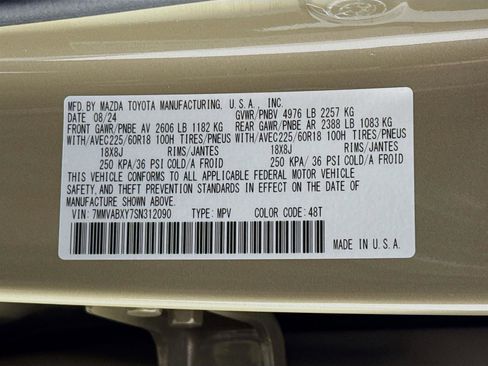 MFD. BY MAZDA TOYOTA MANUFACTURING, U.S.A., INC.
DATE 08/24 GVWR/PNBV 4976 LB 2257 KG
FRONT GAWR/PNBE AV 2606 LB 1182 KG REAR GAWR/PNBE AR 2388 LB 1083 KG
WITH/AVEC225/60R18 100H TIRES/PNEUS WITH/AVEC225/60R18 100H TIRES/PNEUS
18X8J RIMS/JANTES 18X8J RIMS/JANTES
250 KPA/ 36 PSI COLD/A FROID 250 KPA/ 36 PSI COLD/A FROID
THIS VEHICLE CONFORMS TO ALL APPLICABLE FEDERAL MOTOR VEHICLE
SAFETY, AND THEFT PREVENTION STANDARDS IN EFFECT ON THE DATE OF
MANUFACTURE SHOWN ABOVE.
VIN: 7MMVABXY7SN312090 TYPE: MPV COLOR CODE: 48T
MADE IN U.S.A.